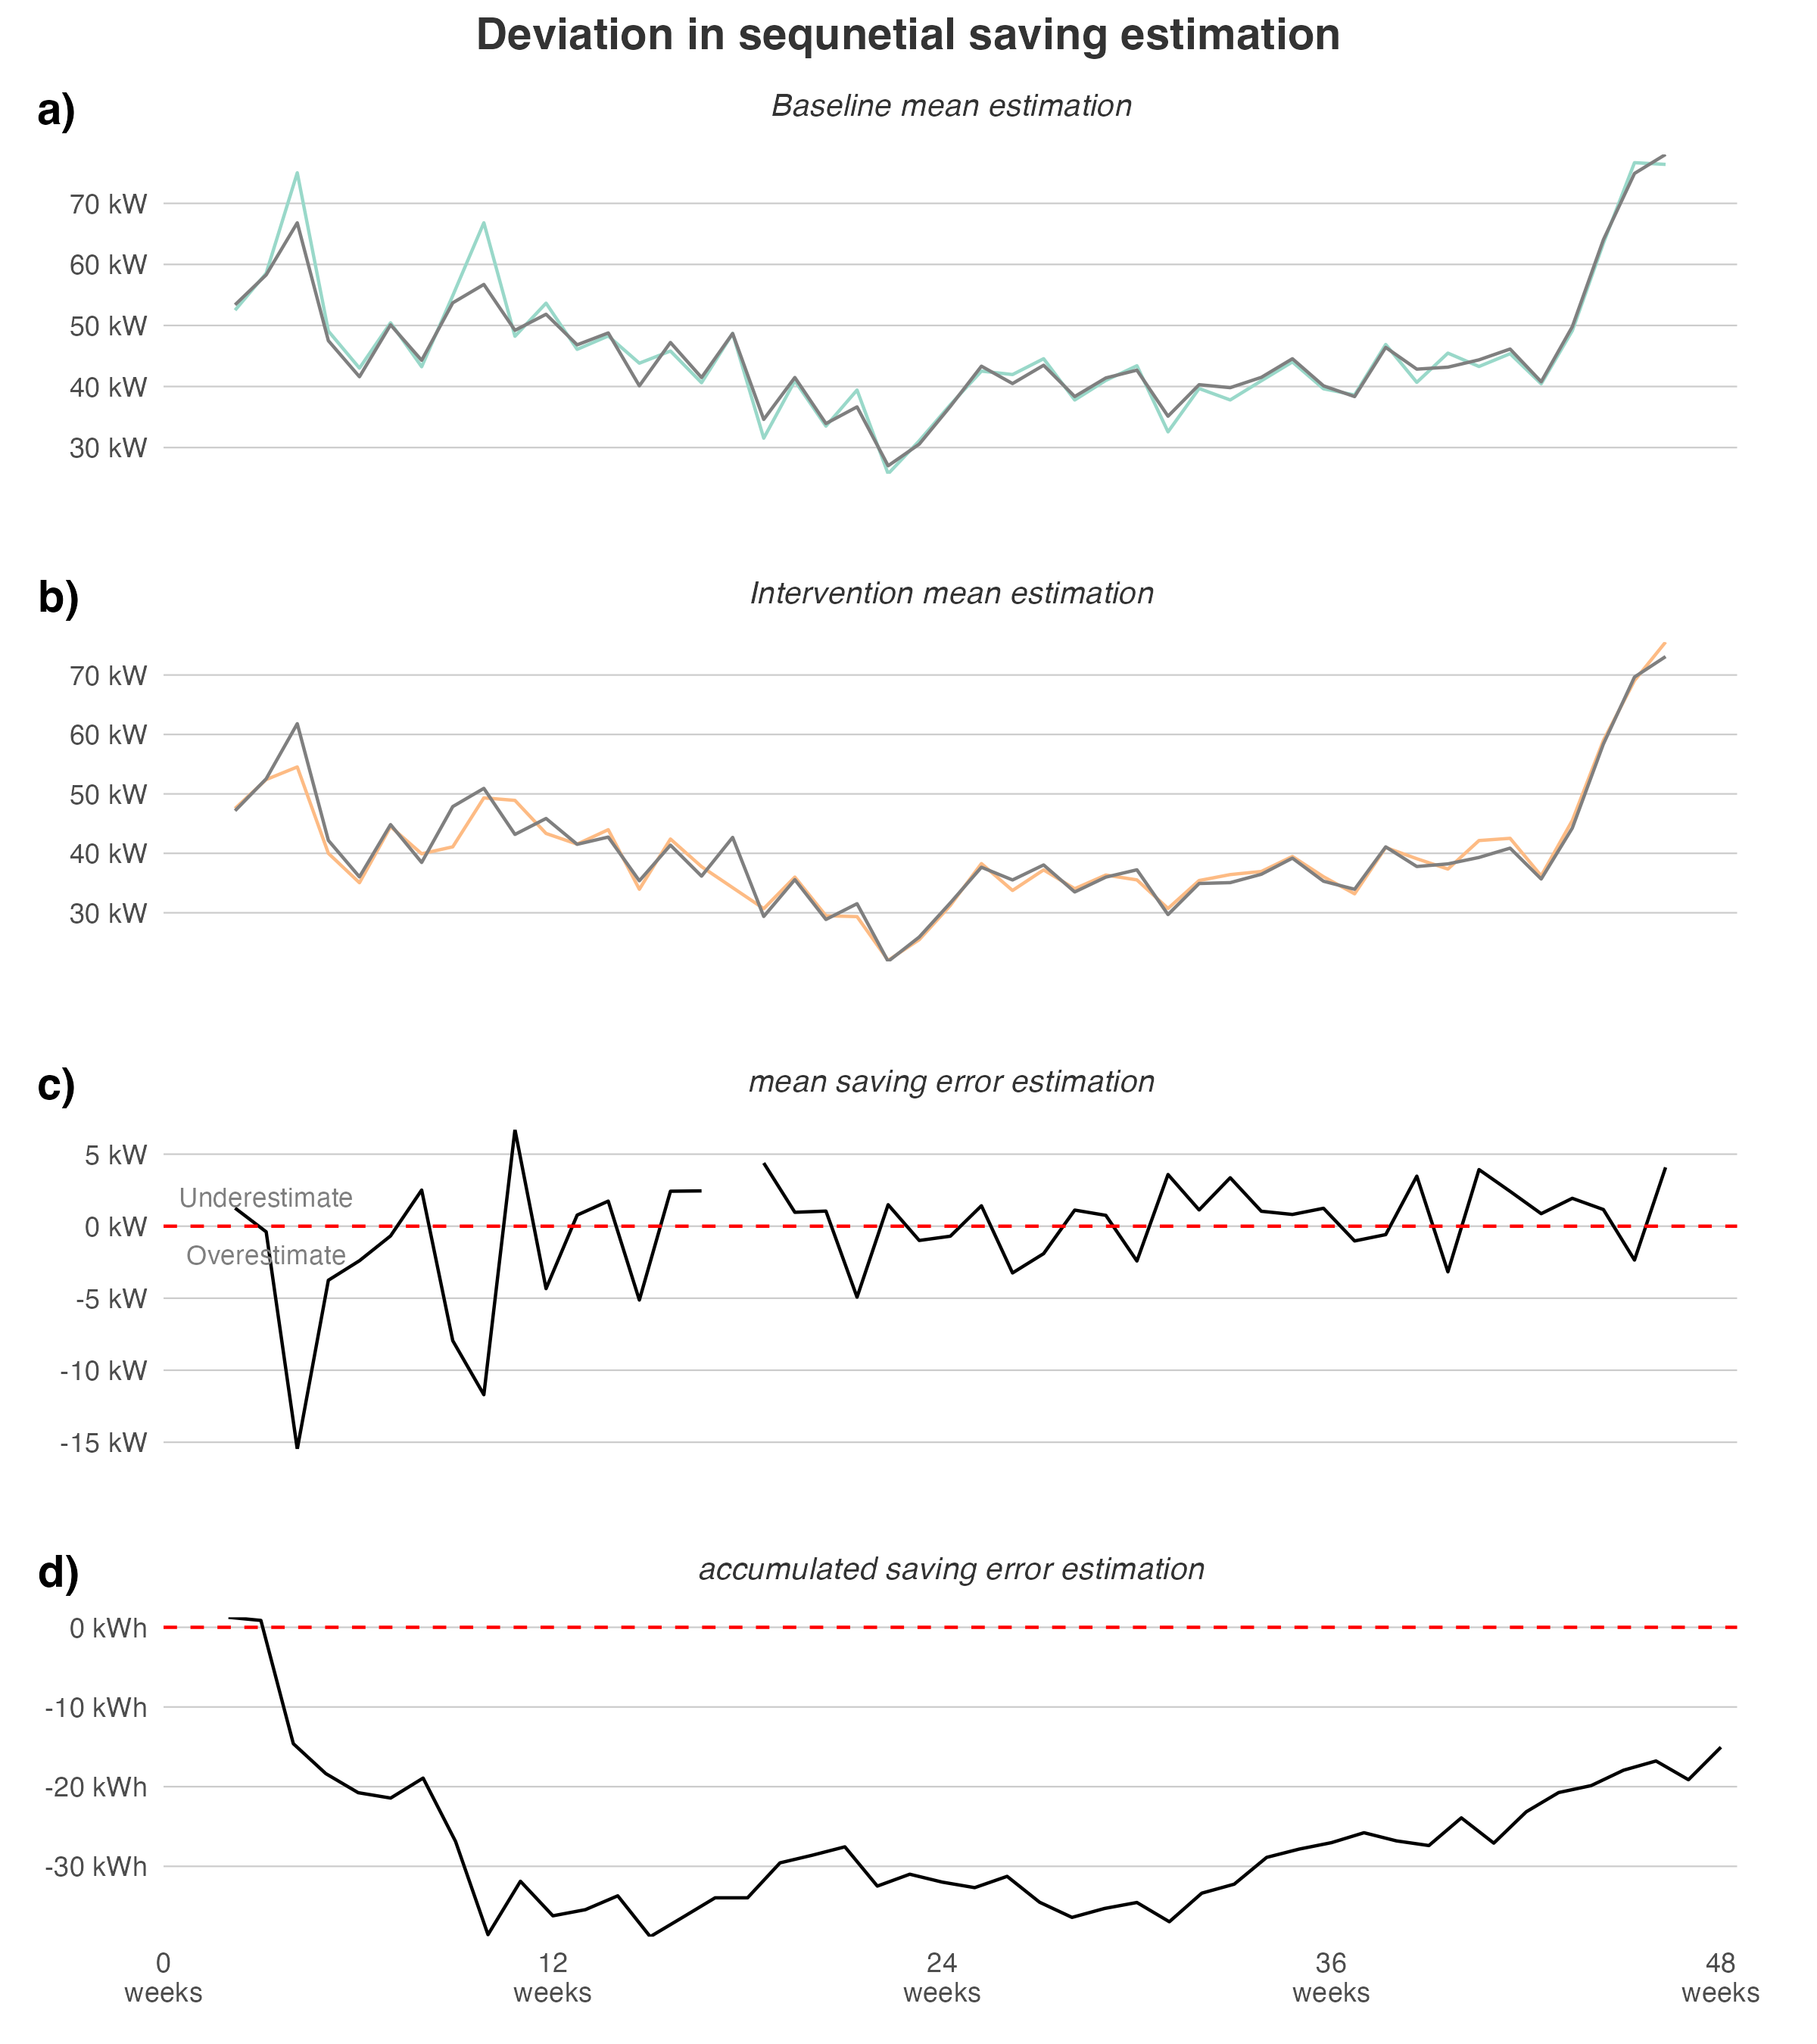 Deviation in sequnetial saving estimation
a)
Baseline mean estimation
70 kW
60 kW
50 kW
40 kW
30 kW
b)
Intervention mean estimation
70 kW
60 kW
50 kW
40 kW
30 kW
c)
mean saving error estimation
5 kW
Underestimate
0 kW
Overestimate
-5 kW
-10 kW
-15 kW
d)
accumulated saving error estimation
0 kWh
-10 kWh
-20 kWh
-30 kWh
0 12 24 36 48
weeks weeks weeks weeks weeks